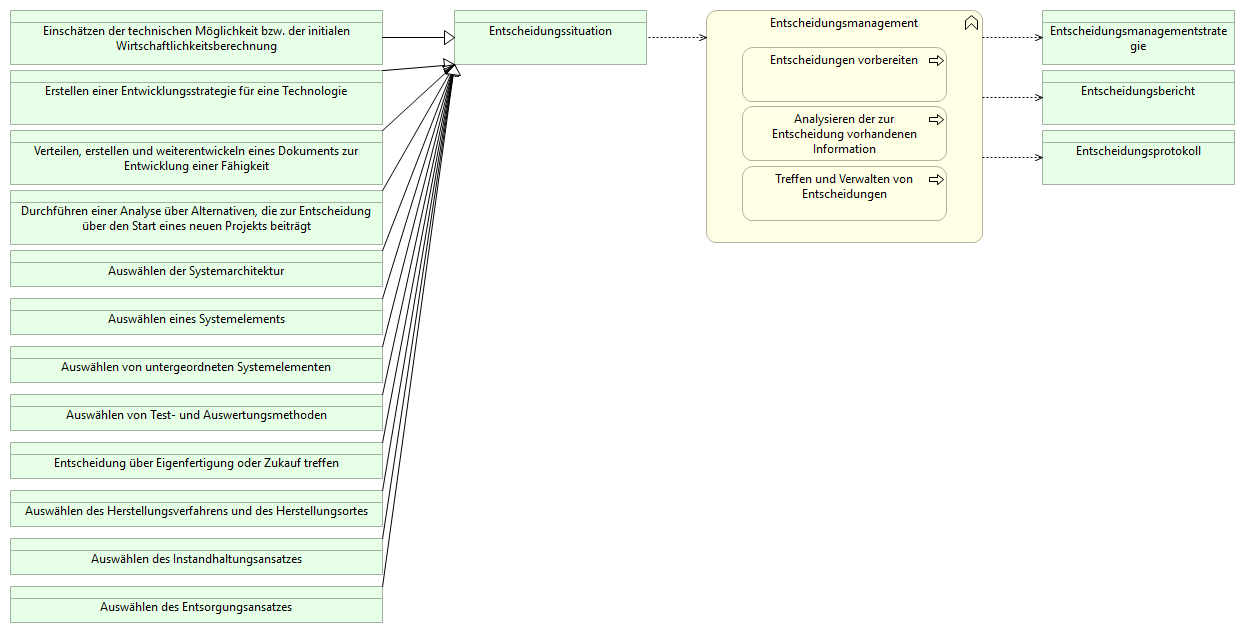 Einschätzen der technischen Möglichkeit bzw. der initialen
Wirtschaftlichkeitsberechnung
Erstellen einer Entwicklungsstrategie für eine Technologie
Verteilen, erstellen und weiterentwickeln eines Dokuments zur
Entwicklung einer Fähigkeit
Durchführen einer Analyse über Alternativen, die zur Entscheidung
über den Start eines neuen Projekts beiträgt
Auswählen der Systemarchitektur
Auswählen eines Systemelements
Auswählen von untergeordneten Systemelementen
Auswählen von Test- und Auswertungsmethoden
Entscheidung über Eigenfertigung oder Zukauf treffen
Auswählen des Herstellungsverfahrens und des Herstellungsortes
Auswählen des Instandhaltungsansatzes
Auswählen des Entsorgungsansatzes
Entscheidungssituation
Entscheidungsmanagement
Entscheidungen vorbereiten
Analysieren der zur
Entscheidung vorhandenen
Information
Treffen und Verwalten von
Entscheidungen
Entscheidungsmanagementstrate
gie
Entscheidungsbericht
Entscheidungsprotokoll